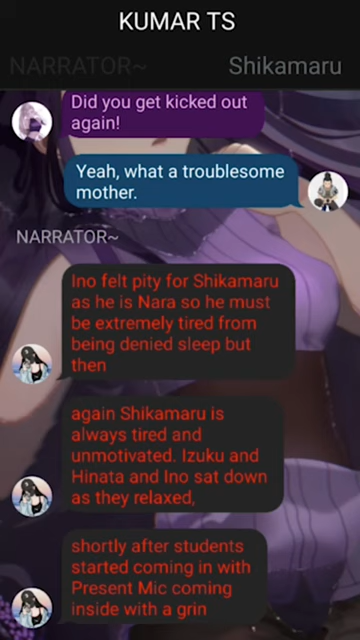 KUMAR TS
NARRATOR~ Shikamaru
Did you get kicked out
again!
Yeah, what a troublesome
mother.
NARRATOR~
Ino felt pity for Shikamaru
as he is Nara so he must
be extremely tired from
being denied sleep but
then
again Shikamaru is
always tired and
unmotivated. Izuku and
Hinata and Ino sat down
as they relaxed,
shortly after students
started coming in with
Present Mic coming
inside with a grin